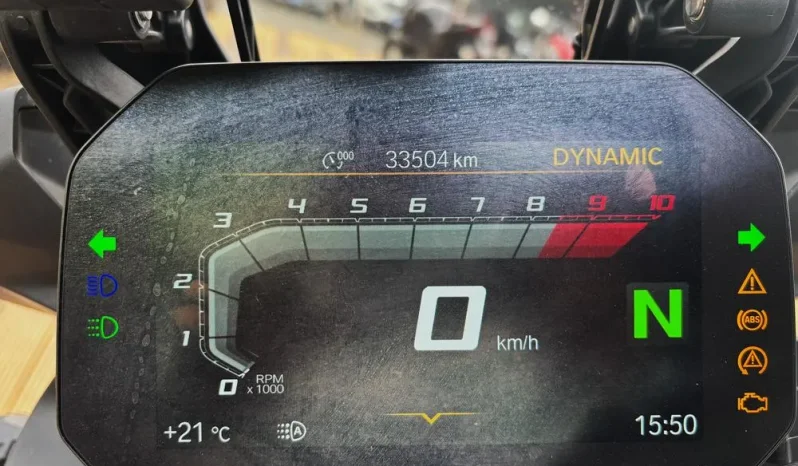 000 33504 km DYNAMIC
3 4 5 6 7 8 9 10
2
1
0 RPM x 1000
0 km/h N
ABS
+21 °C A 15:50